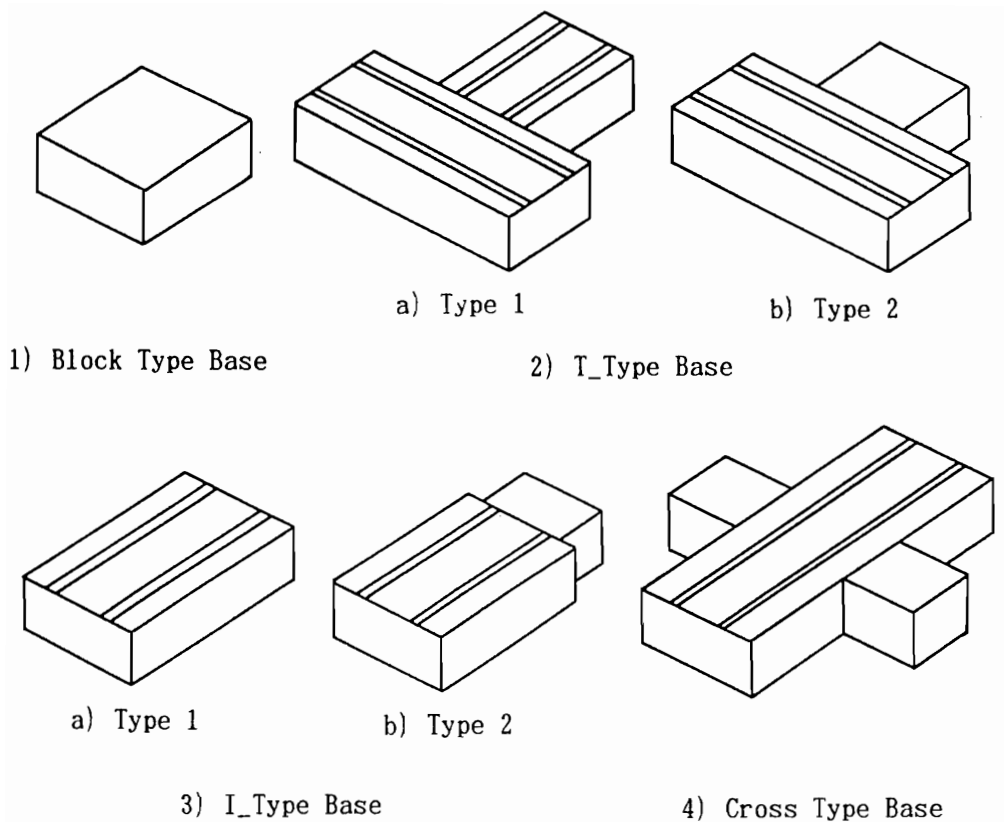 a) Type 1
b) Type 2
1) Block Type Base
2) T_Type Base
a) Type 1
b) Type 2
3) I_Type Base
4) Cross Type Base